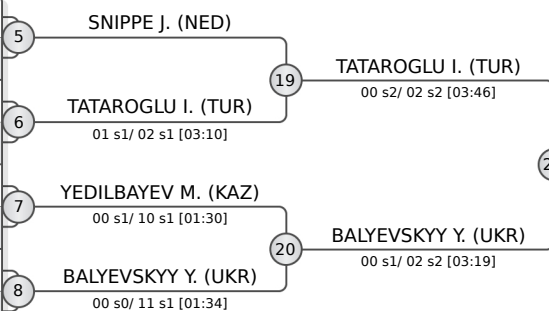 SNIPPE J. (NED)
5
19
TATAROGLU I. (TUR)
00 s2/ 02 s2 [03:46]
TATAROGLU I. (TUR)
6
01 s1/ 02 s1 [03:10]
YEDILBAYEV M. (KAZ)
7
00 s1/ 10 s1 [01:30]
20
BALYEVSKYY Y. (UKR)
00 s1/ 02 s2 [03:19]
BALYEVSKYY Y. (UKR)
8
00 s0/ 11 s1 [01:34]